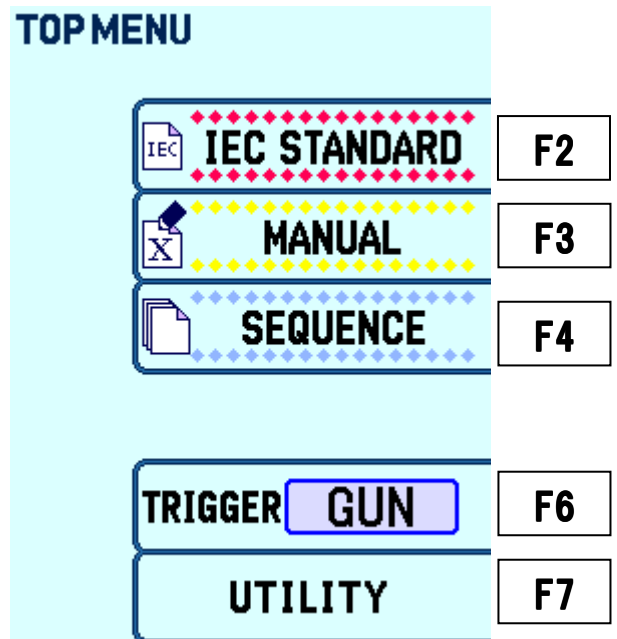 TOP MENU
IEC IEC STANDARD F2
X MANUAL F3
SEQUENCE F4
TRIGGER GUN F6
UTILITY F7